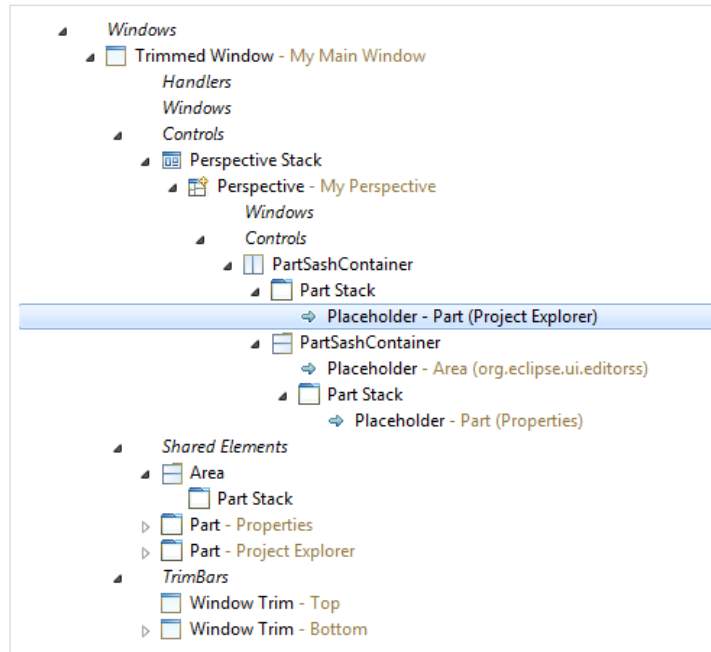 Windows
Trimmed Window - My Main Window
Handlers
Windows
Controls
Perspective Stack
Perspective - My Perspective
Windows
Controls
PartSashContainer
Part Stack
Placeholder - Part (Project Explorer)
PartSashContainer
Placeholder - Area (org.eclipse.ui.editorss)
Part Stack
Placeholder - Part (Properties)
Shared Elements
Area
Part Stack
Part - Properties
Part - Project Explorer
TrimBars
Window Trim - Top
Window Trim - Bottom